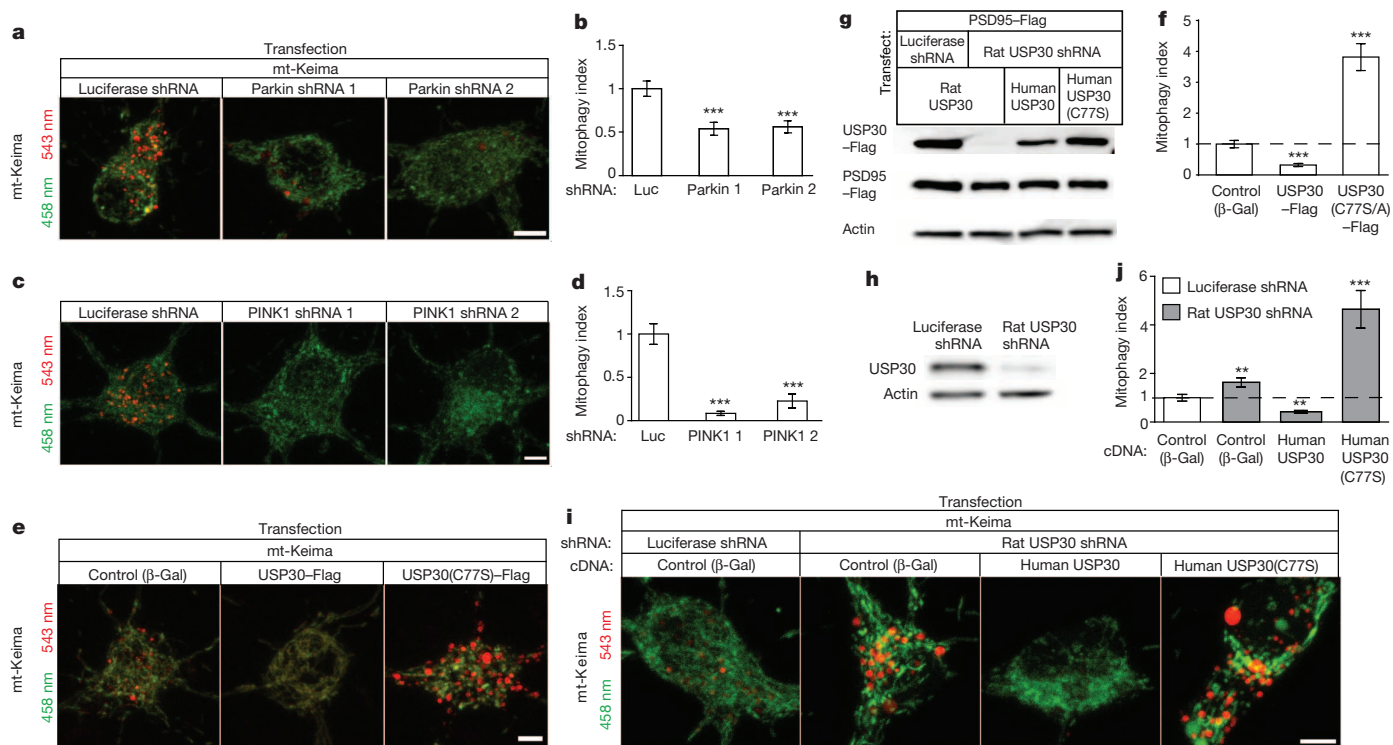 a
Transfection
mt-Keima
Luciferase shRNA Parkin shRNA 1 Parkin shRNA 2
mt-Keima
458 nm 543 nm
b
Mitophagy index
1.5
1
0.5
0
***
***
shRNA: Luc Parkin 1 Parkin 2
c
Luciferase shRNA PINK1 shRNA 1 PINK1 shRNA 2
mt-Keima
458 nm 543 nm
d
Mitophagy index
1.5
1
0.5
0
***
***
shRNA: Luc PINK1 1 PINK1 2
e
Transfection
mt-Keima
Control (β-Gal) USP30–Flag USP30(C77S)–Flag
mt-Keima
458 nm 543 nm
g
Transfect:
PSD95–Flag
Luciferase shRNA
Rat USP30 shRNA
Rat USP30
Human USP30
Human USP30 (C77S)
USP30 –Flag
PSD95 –Flag
Actin
f
Mitophagy index
5
4
3
2
1
0
***
***
Control (β-Gal)
USP30 –Flag
USP30 (C77S/A) –Flag
h
Luciferase shRNA
Rat USP30 shRNA
USP30
Actin
j
Luciferase shRNA
Rat USP30 shRNA
Mitophagy index
6
4
2
0
**
**
***
cDNA:
Control (β-Gal)
Control (β-Gal)
Human USP30
Human USP30 (C77S)
i
Transfection
mt-Keima
shRNA: Luciferase shRNA Rat USP30 shRNA
cDNA: Control (β-Gal) Control (β-Gal) Human USP30 Human USP30(C77S)
mt-Keima
458 nm 543 nm